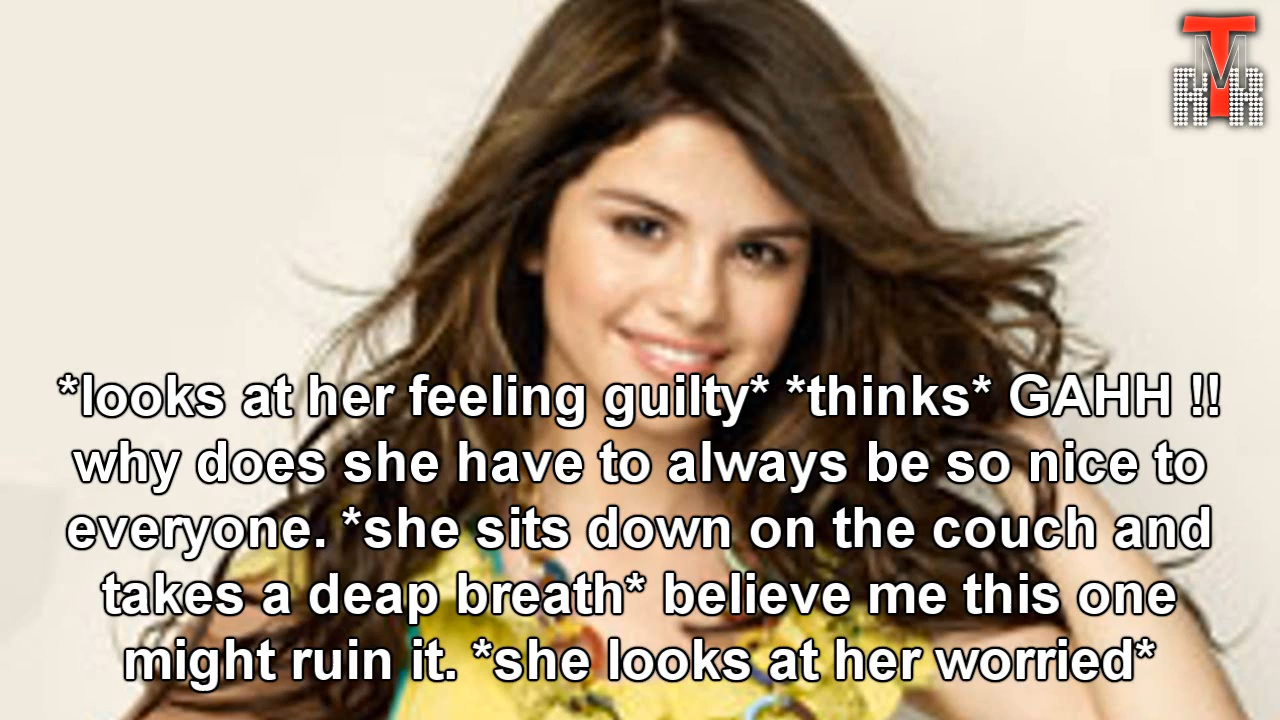 TM
HH
*looks at her feeling guilty* *thinks* GAHH !!
why does she have to always be so nice to
everyone. *she sits down on the couch and
takes a deap breath* believe me this one
might ruin it. *she looks at her worried*